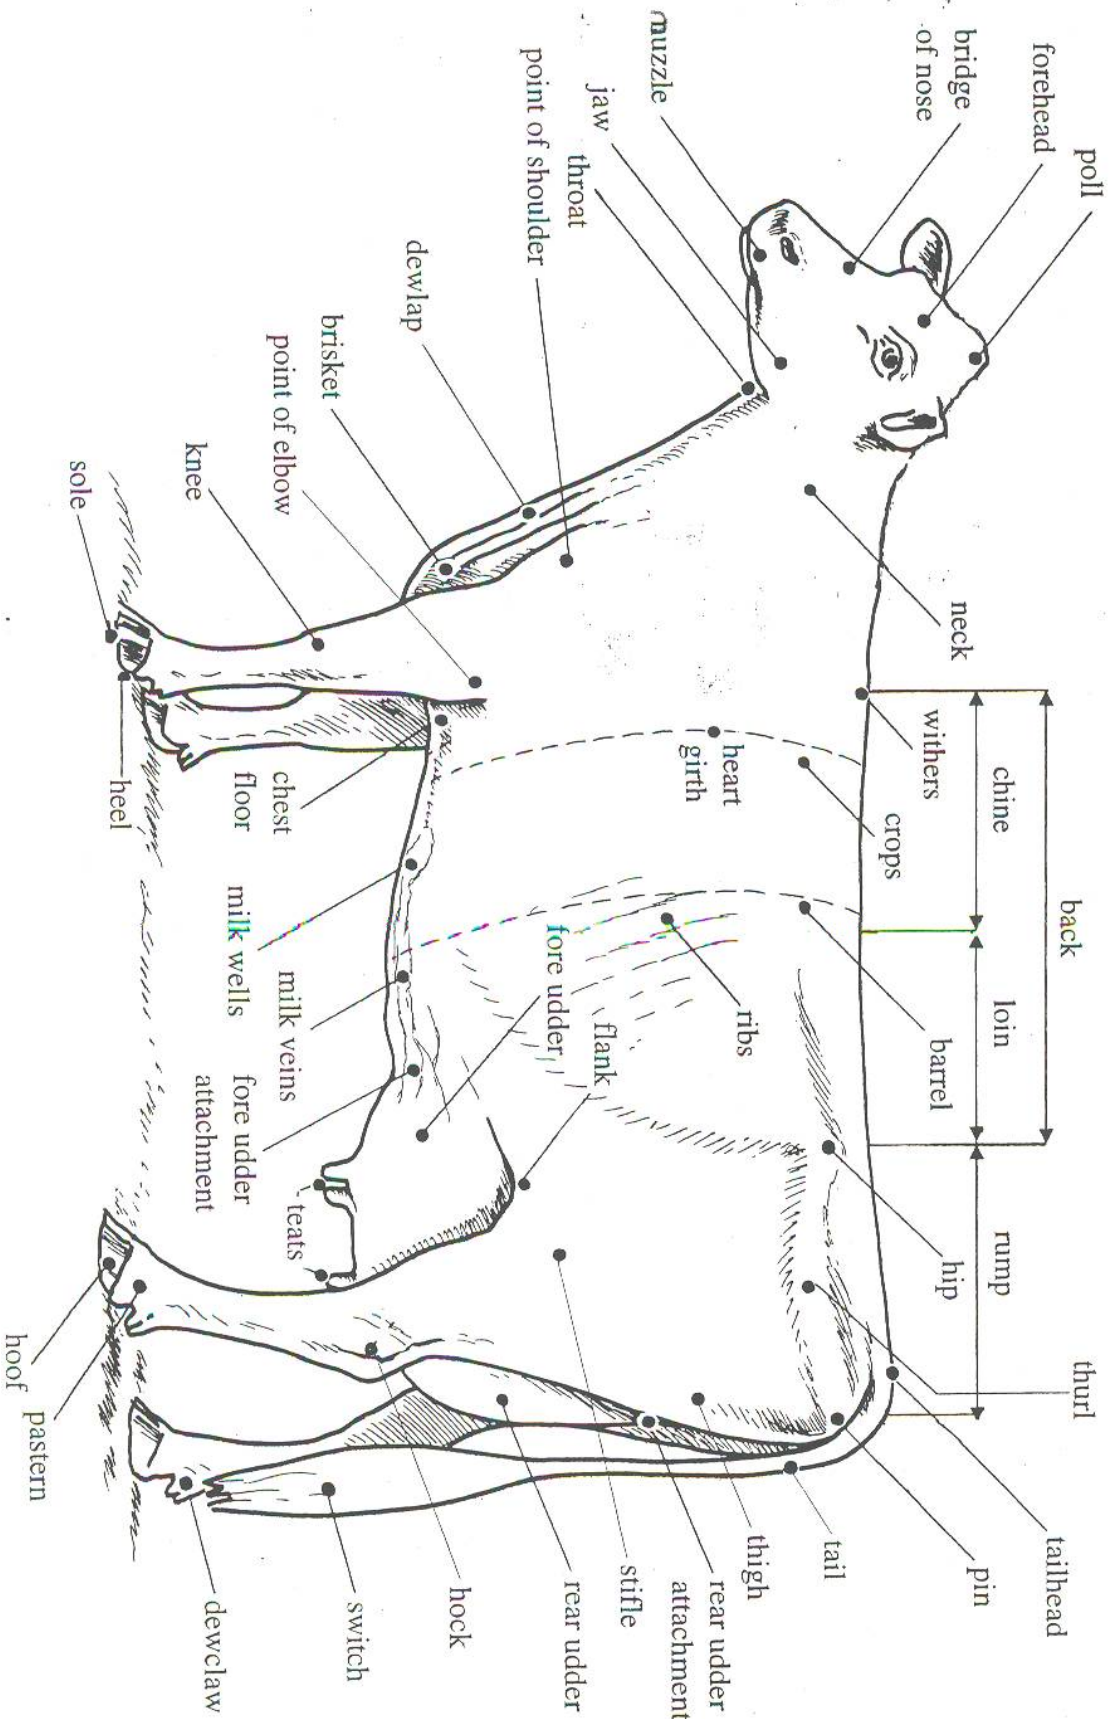 poll
forehead
bridge
of nose
muzzle
jaw
throat
point of shoulder
dewlap
brisket
point of elbow
knee
sole
heel
chest
floor
milk wells
milk veins
fore udder
attachment
teats
hoof
pastern
dewclaw
switch
hock
rear udder
stifle
rear udder
attachment
thigh
tail
pin
tailhead
thurl
rump
hip
back
loin
chine
barrel
crops
withers
neck
heart
girth
ribs
flank
fore udder